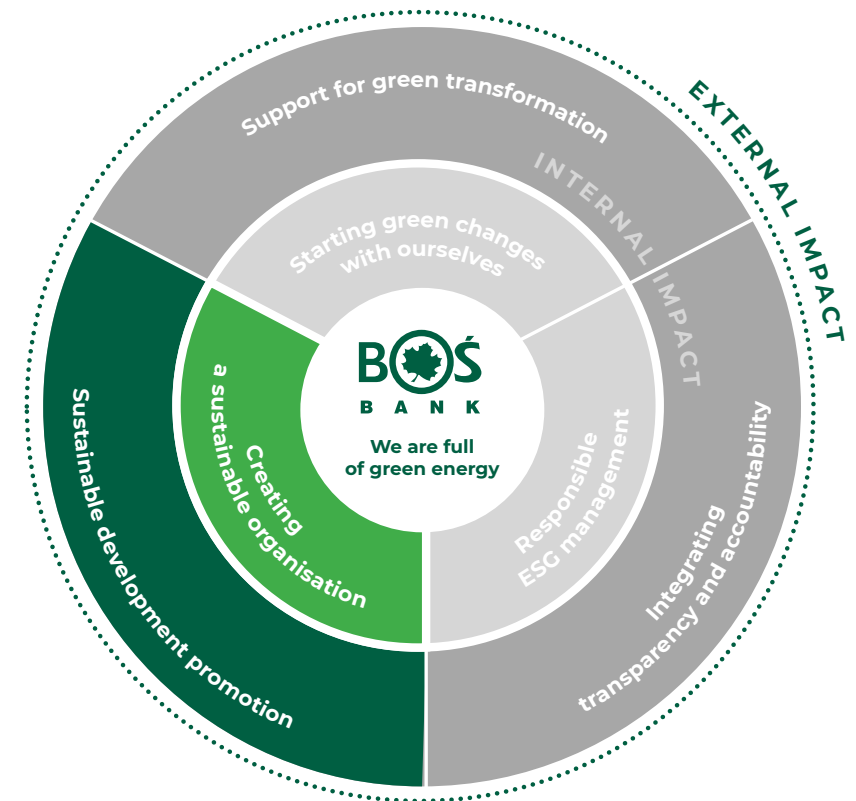 EXTERNAL IMPACT
Support for green transformation
INTERNAL IMPACT
Starting green changes
with ourselves
BOŚ
BANK
We are full
of green energy
Creating
a sustainable organisation
Sustainable development promotion
Responsible
ESG management
Integrating
transparency and accountability